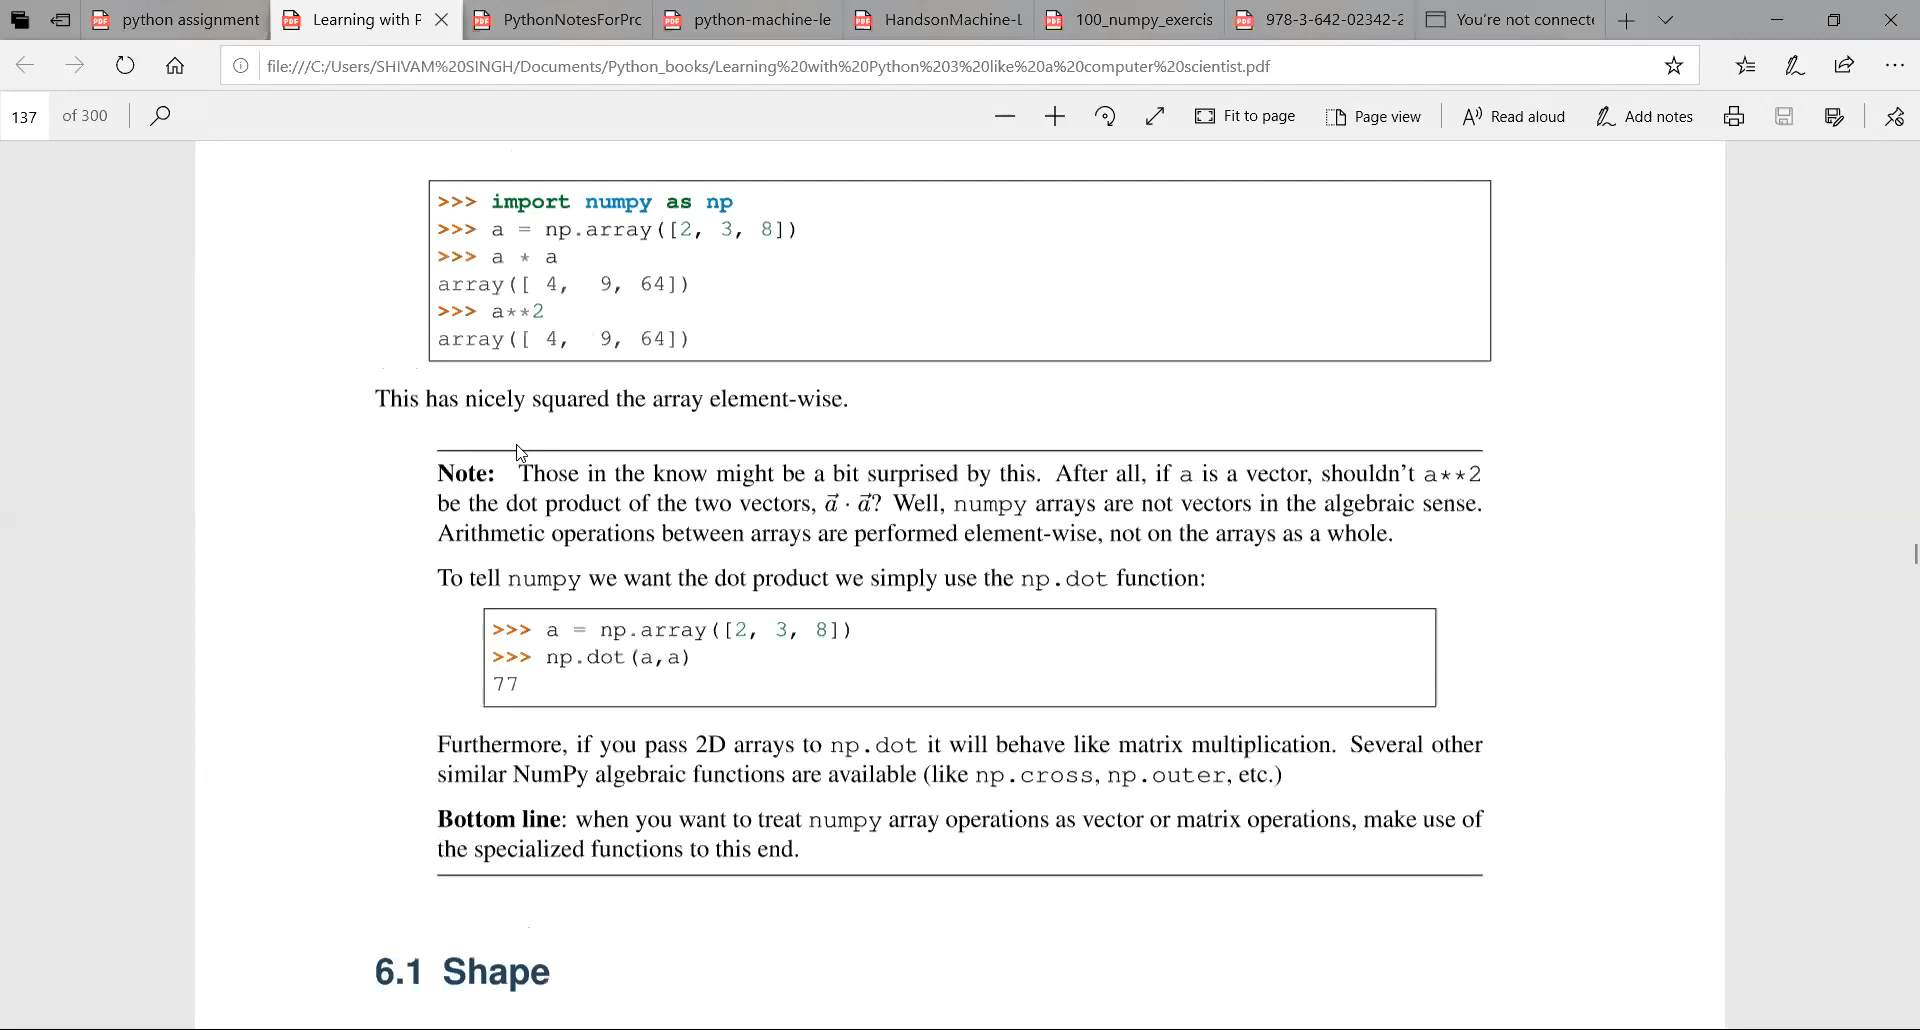 python assignment
Learning with P
PythonNotesForPrc
python-machine-le
HandsonMachine-L
100_numpy_exercis
978-3-642-02342-2
You're not connecte
file:///C:/Users/SHIVAM%20SINGH/Documents/Python_books/Learning%20with%20Python%203%20like%20a%20computer%20scientist.pdf
137 of 300
Fit to page
Page view
Read aloud
Add notes
>>> import numpy as np
>>> a = np.array([2, 3, 8])
>>> a * a
array([ 4,  9, 64])
>>> a**2
array([ 4,  9, 64])
This has nicely squared the array element-wise.
Note: Those in the know might be a bit surprised by this. After all, if a is a vector, shouldn't a**2
be the dot product of the two vectors, a⃗ · a⃗? Well, numpy arrays are not vectors in the algebraic sense.
Arithmetic operations between arrays are performed element-wise, not on the arrays as a whole.
To tell numpy we want the dot product we simply use the np.dot function:
>>> a = np.array([2, 3, 8])
>>> np.dot(a,a)
77
Furthermore, if you pass 2D arrays to np.dot it will behave like matrix multiplication. Several other
similar NumPy algebraic functions are available (like np.cross, np.outer, etc.)
Bottom line: when you want to treat numpy array operations as vector or matrix operations, make use of
the specialized functions to this end.
6.1 Shape